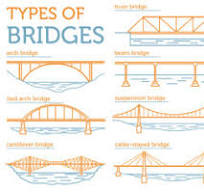 TYPES OF
BRIDGES
arch bridge
tied arch bridge
cantilever bridge
truss bridge
beam bridge
suspension bridge
cable-stayed bridge